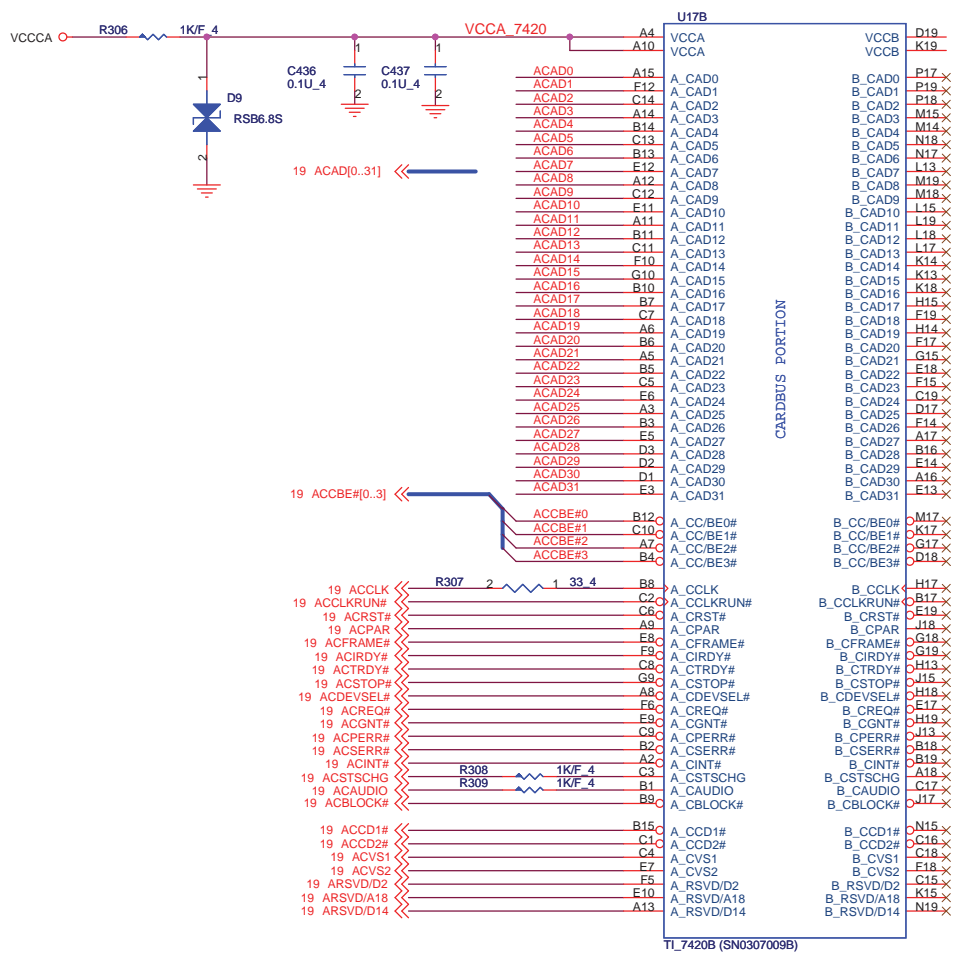 U17B
VCCCA R306 1K/F_4 VCCA_7420 A4 VCCA VCCB D19
A10 VCCA VCCB K19
1 1 1
C436 0.1U_4 C437 0.1U_4
2 2
D9
RSB6.8S
2
19 ACAD[0..31]
ACAD0 A15 A_CAD0 B_CAD0 P17
ACAD1 F12 A_CAD1 B_CAD1 P19
ACAD2 C14 A_CAD2 B_CAD2 P18
ACAD3 A14 A_CAD3 B_CAD3 M15
ACAD4 B14 A_CAD4 B_CAD4 M14
ACAD5 C13 A_CAD5 B_CAD5 N18
ACAD6 B13 A_CAD6 B_CAD6 N17
ACAD7 E12 A_CAD7 B_CAD7 L13
ACAD8 A12 A_CAD8 B_CAD8 M19
ACAD9 C12 A_CAD9 B_CAD9 M18
ACAD10 E11 A_CAD10 B_CAD10 L15
ACAD11 A11 A_CAD11 B_CAD11 L19
ACAD12 B11 A_CAD12 B_CAD12 L18
ACAD13 C11 A_CAD13 B_CAD13 L17
ACAD14 F10 A_CAD14 B_CAD14 K14
ACAD15 G10 A_CAD15 B_CAD15 K13
ACAD16 B10 A_CAD16 B_CAD16 K18
ACAD17 B7 A_CAD17 B_CAD17 H15
ACAD18 C7 A_CAD18 B_CAD18 F19
ACAD19 A6 A_CAD19 B_CAD19 H14
ACAD20 B6 A_CAD20 B_CAD20 F17
ACAD21 A5 A_CAD21 B_CAD21 G15
ACAD22 B5 A_CAD22 B_CAD22 E18
ACAD23 C5 A_CAD23 B_CAD23 F15
ACAD24 E6 A_CAD24 B_CAD24 C19
ACAD25 A3 A_CAD25 B_CAD25 D17
ACAD26 B3 A_CAD26 B_CAD26 F14
ACAD27 E5 A_CAD27 B_CAD27 A17
ACAD28 D3 A_CAD28 B_CAD28 B16
ACAD29 D2 A_CAD29 B_CAD29 E14
ACAD30 D1 A_CAD30 B_CAD30 A16
ACAD31 E3 A_CAD31 B_CAD31 E13
CARDBUS PORTION
19 ACCBE#[0..3]
ACCBE#0 B12 A_CC/BE0# B_CC/BE0# M17
ACCBE#1 C10 A_CC/BE1# B_CC/BE1# K17
ACCBE#2 A7 A_CC/BE2# B_CC/BE2# G17
ACCBE#3 B4 A_CC/BE3# B_CC/BE3# D18
19 ACCLK R307 2 1 33_4 B8 A_CCLK B_CCLK H17
19 ACCLKRUN# C2 A_CCLKRUN# B_CCLKRUN# B17
19 ACRST# C6 A_CRST# B_CRST# E19
19 ACPAR A9 A_CPAR B_CPAR J18
19 ACFRAME# E8 A_CFRAME# B_CFRAME# G18
19 ACIRDY# F9 A_CIRDY# B_CIRDY# G19
19 ACTRDY# C8 A_CTRDY# B_CTRDY# H13
19 ACSTOP# G9 A_CSTOP# B_CSTOP# J15
19 ACDEVSEL# A8 A_CDEVSEL# B_CDEVSEL# H18
19 ACREQ# F6 A_CREQ# B_CREQ# E17
19 ACGNT# E9 A_CGNT# B_CGNT# H19
19 ACPERR# C9 A_CPERR# B_CPERR# J13
19 ACSERR# B2 A_CSERR# B_CSERR# B18
19 ACINT# A2 A_CINT# B_CINT# B19
19 ACSTSCHG R308 1K/F_4 C3 A_CSTSCHG B_CSTSCHG A18
19 ACAUDIO R309 1K/F_4 B1 A_CAUDIO B_CAUDIO C17
19 ACBLOCK# B9 A_CBLOCK# B_CBLOCK# J17
19 ACCD1# B15 A_CCD1# B_CCD1# N15
19 ACCD2# C1 A_CCD2# B_CCD2# C16
19 ACVS1 C4 A_CVS1 B_CVS1 C18
19 ACVS2 E7 A_CVS2 B_CVS2 F18
19 ARSVD/D2 F5 A_RSVD/D2 B_RSVD/D2 C15
19 ARSVD/A18 E10 A_RSVD/A18 B_RSVD/A18 K15
19 ARSVD/D14 A13 A_RSVD/D14 B_RSVD/D14 N19
TI_7420B (SN0307009B)